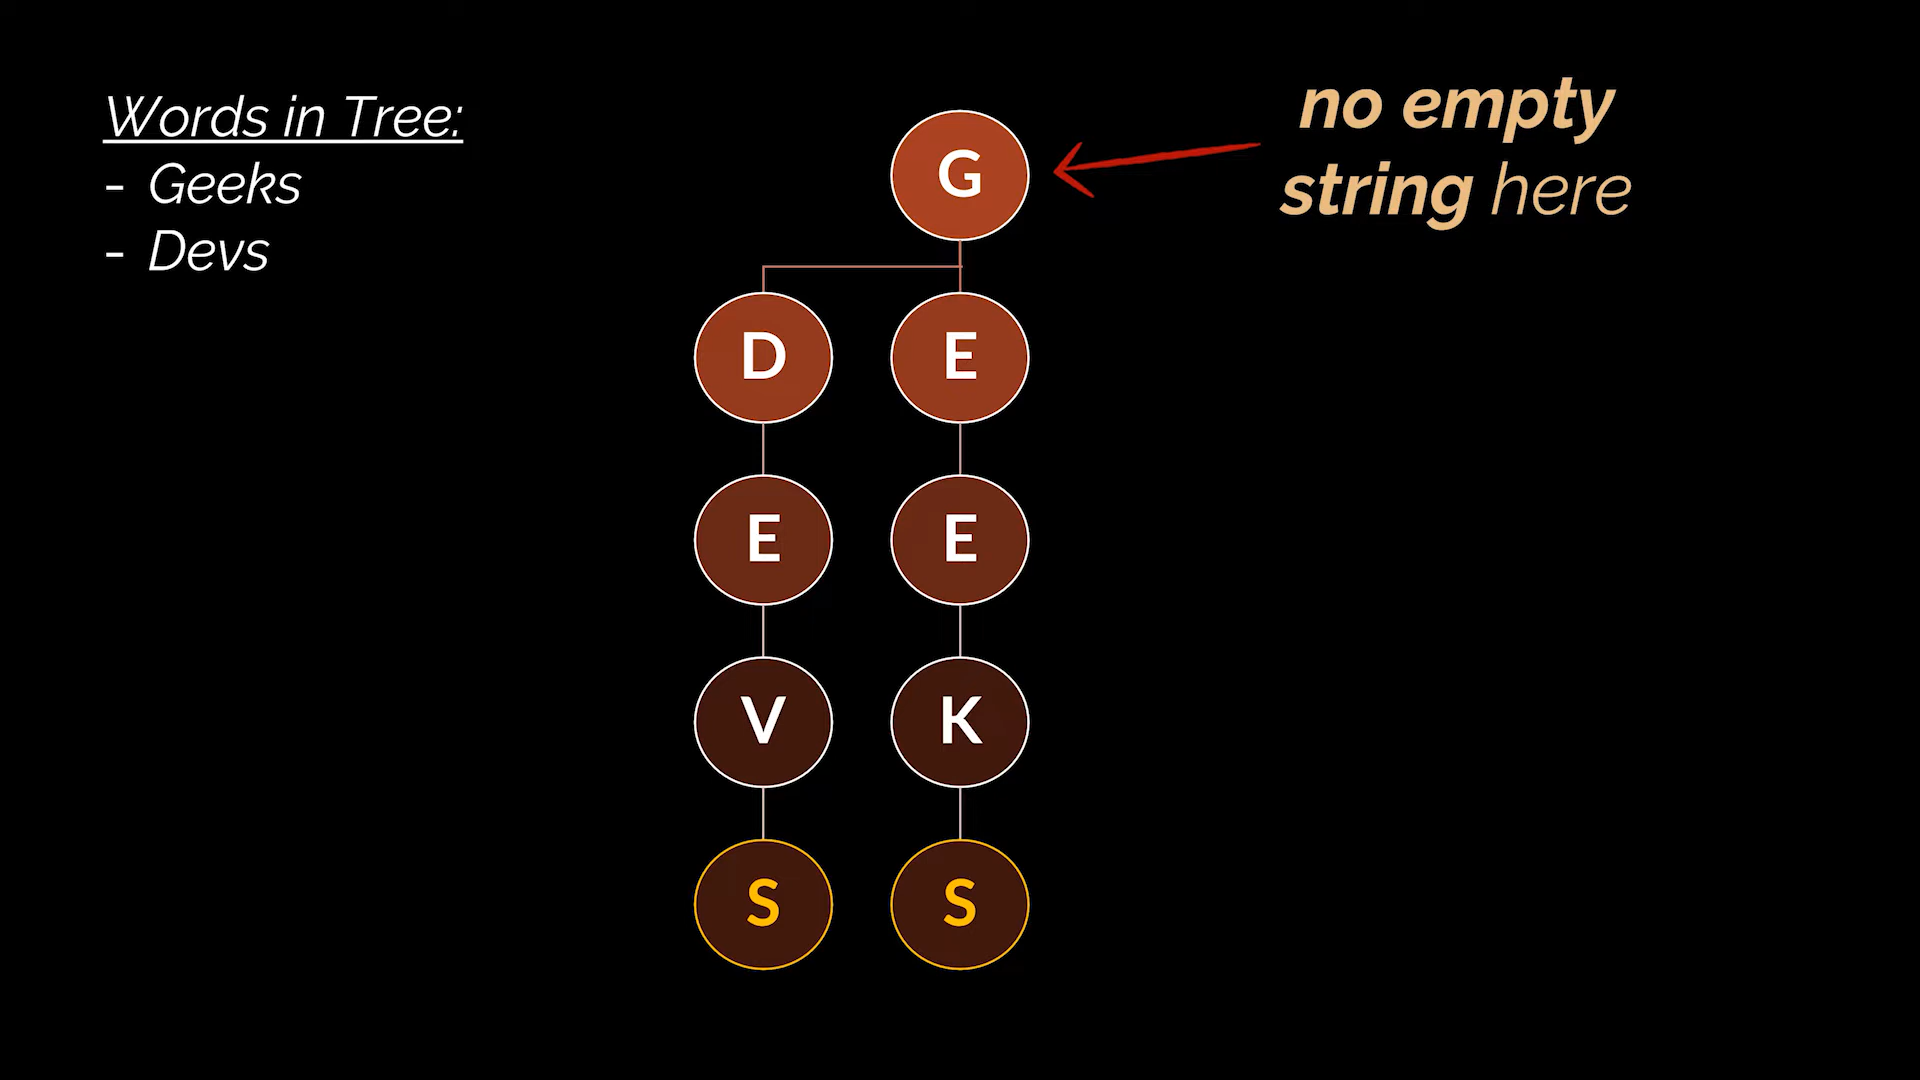 Words in Tree:
- Geeks
- Devs
no empty
string here
G
D E
E E
V K
S S